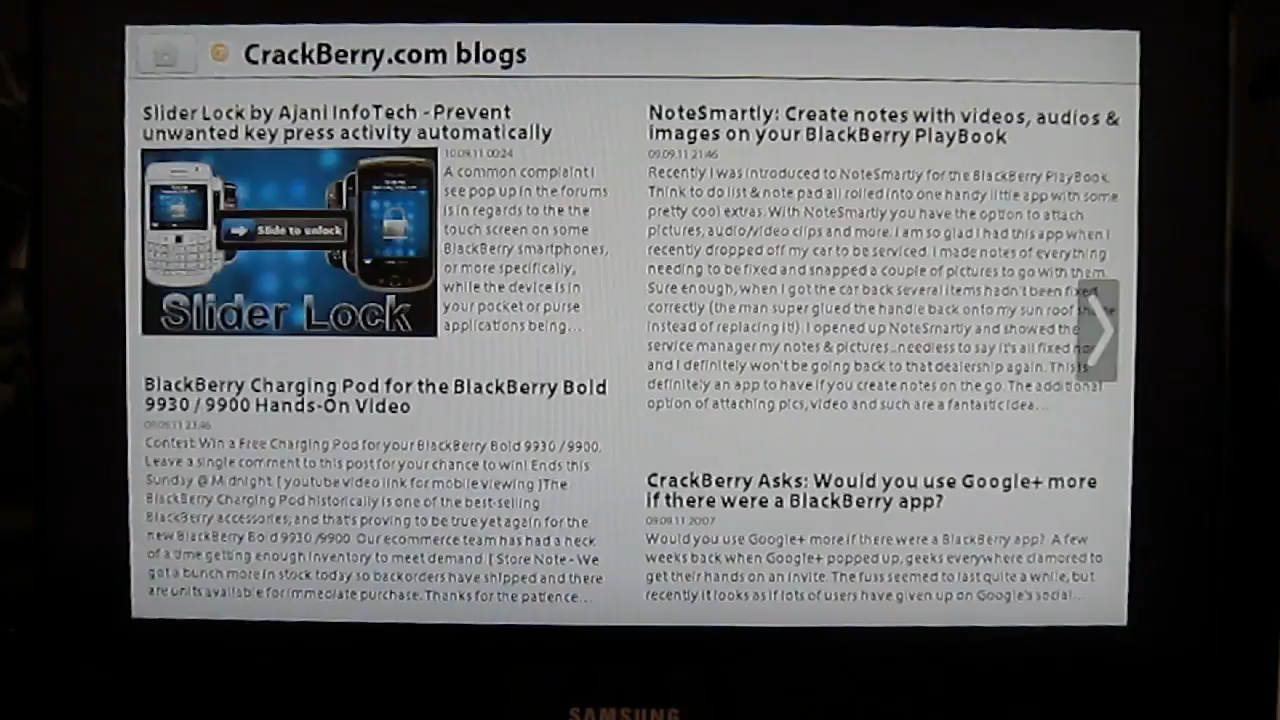 CrackBerry.com blogs
Slider Lock by Ajani InfoTech - Prevent
unwanted key press activity automatically
10.09.11 00:24
A common complaint I
see pop up in the forums
is in regards to the the
touch screen on some
BlackBerry smartphones,
or more specifically,
while the device is in
your pocket or purse
applications being...
Slide to unlock
Slider Lock
BlackBerry Charging Pod for the BlackBerry Bold
9930 / 9900 Hands-On Video
09.09.11 23:46
Contest: Win a Free Charging Pod for your BlackBerry Bold 9930 / 9900.
Leave a single comment to this post for your chance to win! Ends this
Sunday @ Midnight. [ youtube video link for mobile viewing ]The
BlackBerry Charging Pod historically is one of the best-selling
BlackBerry accessories, and that's proving to be true yet again for the
new BlackBerry Bold 9930 /9900. Our ecommerce team has had a heck
of a time getting enough inventory to meet demand. [ Store Note - We
got a bunch more in stock today so backorders have shipped and there
are units available for immediate purchase. Thanks for the patience...
NoteSmartly: Create notes with videos, audios &
images on your BlackBerry PlayBook
09.09.11 21:46
Recently I was introduced to NoteSmartly for the BlackBerry PlayBook.
Think to do list & note pad all rolled into one handy little app with some
pretty cool extras. With NoteSmartly you have the option to attach
pictures, audio/video clips and more. I am so glad I had this app when I
recently dropped off my car to be serviced. I made notes of everything
needing to be fixed and snapped a couple of pictures to go with them.
Sure enough, when I got the car back several items hadn't been fixed
correctly (the man super glued the handle back onto my sun roof shade
instead of replacing it!). I opened up NoteSmartly and showed the
service manager my notes & pictures...needless to say it's all fixed now
and I definitely won't be going back to that dealership again. This is
definitely an app to have if you create notes on the go. The additional
option of attaching pics, video and such are a fantastic idea...
CrackBerry Asks: Would you use Google+ more
if there were a BlackBerry app?
09.09.11 20:07
Would you use Google+ more if there were a BlackBerry app? A few
weeks back when Google+ popped up, geeks everywhere clamored to
get their hands on an invite. The fuss seemed to last quite a while, but
recently it looks as if lots of users have given up on Google's social...
SAMSUNG